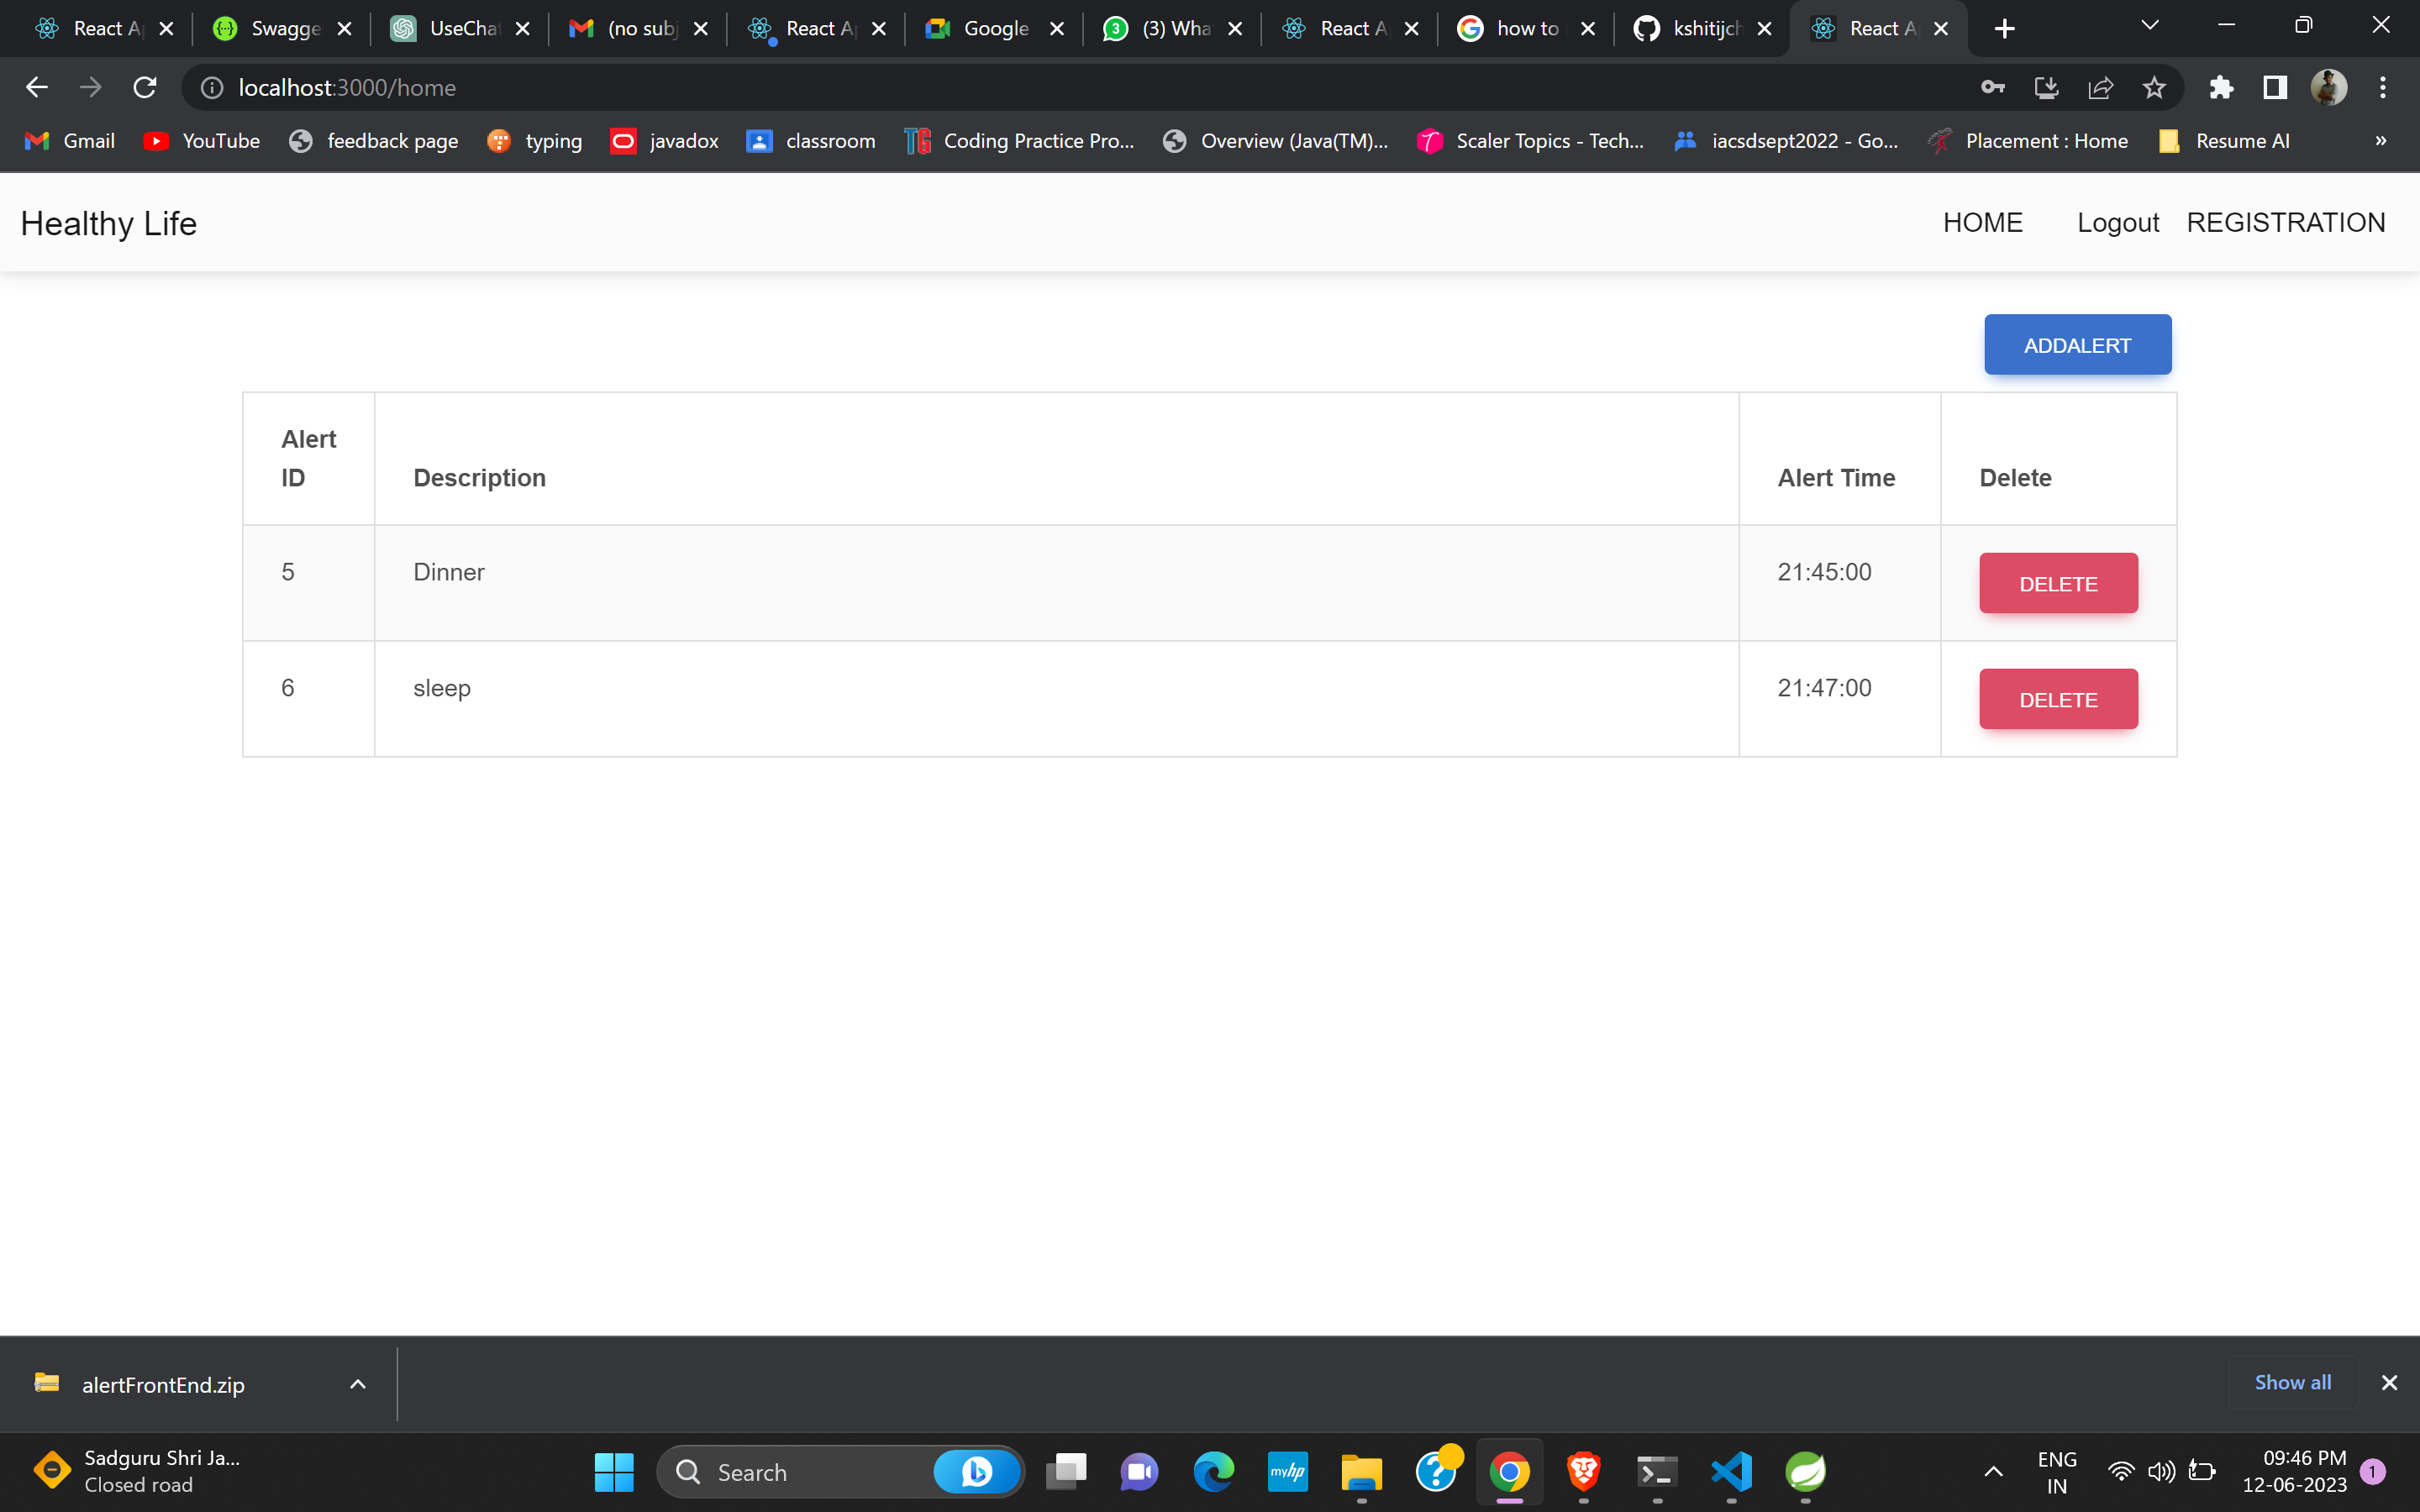 React A
Swagge
UseChat
(no subj
React A
Google
(3) Wha
React A
how to
kshitijch
React A
localhost:3000/home
Gmail
YouTube
feedback page
typing
javadox
classroom
Coding Practice Pro...
Overview (Java(TM)...
Scaler Topics - Tech...
iacsdsept2022 - Go...
Placement : Home
Resume AI
»
Healthy Life
HOME
Logout
REGISTRATION
ADDALERT
Alert
ID
Description
Alert Time
Delete
5
Dinner
21:45:00
DELETE
6
sleep
21:47:00
DELETE
alertFrontEnd.zip
Show all
Sadguru Shri Ja...
Closed road
Search
myhp
ENG
IN
09:46 PM
12-06-2023
1